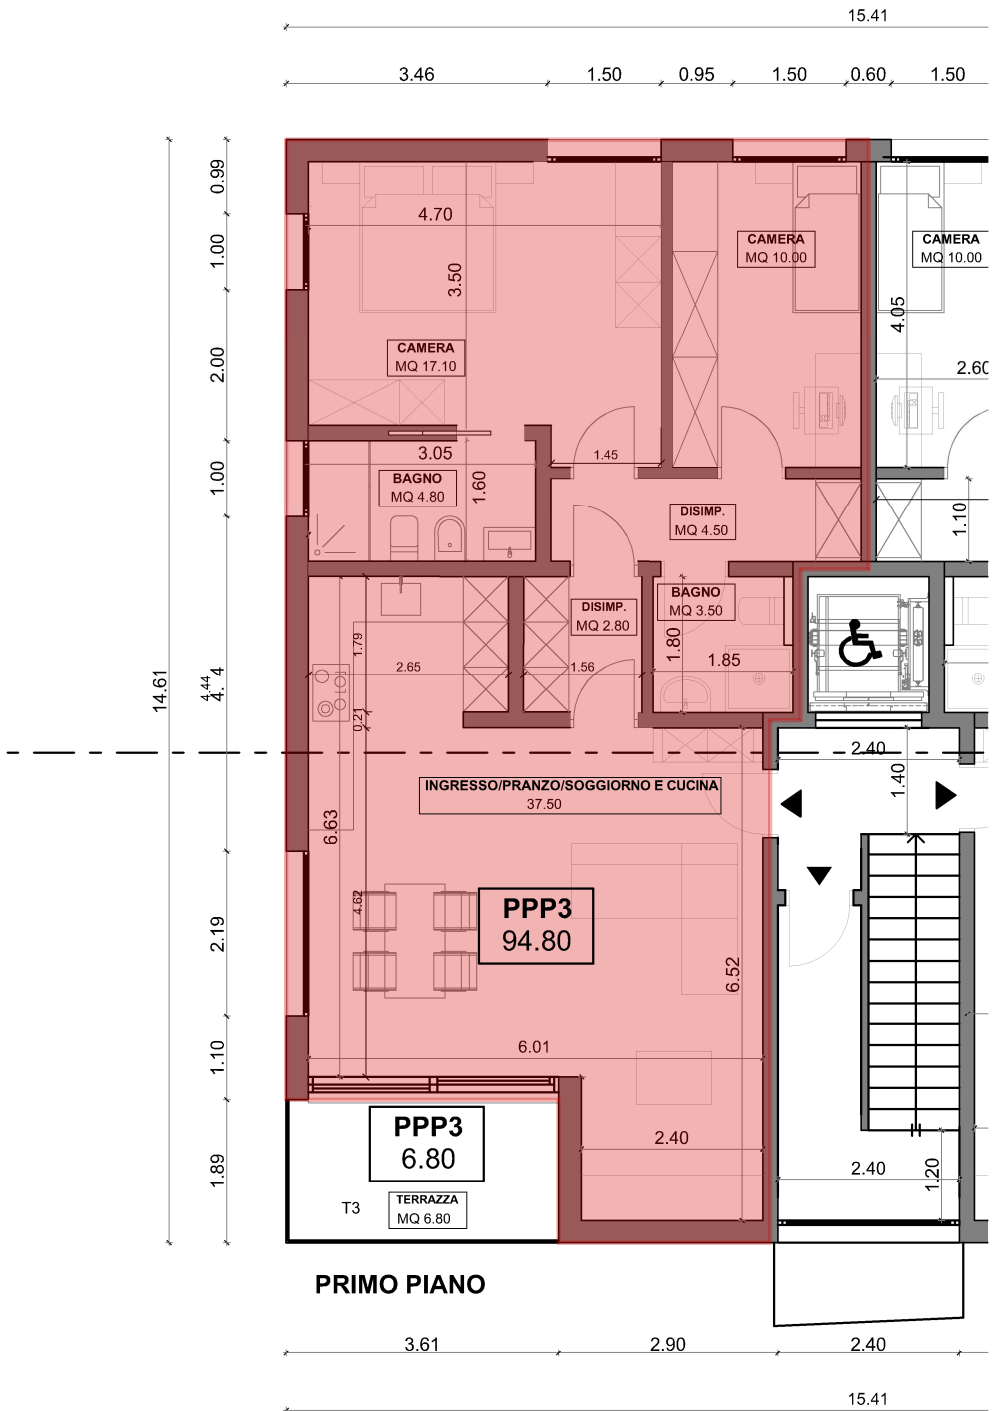 15.41
3.46 1.50 0.95 1.50 0.60 1.50
0.99
1.00
2.00
1.00
4.44
14.61
2.19
1.10
1.89
4.70
3.50
CAMERA
MQ 17.10
CAMERA
MQ 10.00
CAMERA
MQ 10.00
4.05
2.60
3.05
BAGNO
MQ 4.80
1.60
1.45
DISIMP.
MQ 4.50
1.10
DISIMP.
MQ 2.80
BAGNO
MQ 3.50
1.80
1.85
1.79
2.65
1.56
0.21
2.40
1.40
INGRESSO/PRANZO/SOGGIORNO E CUCINA
37.50
6.63
4.62
PPP3
94.80
6.52
6.01
2.40
2.40
1.20
PPP3
6.80
T3
TERRAZZA
MQ 6.80
PRIMO PIANO
3.61 2.90 2.40
15.41